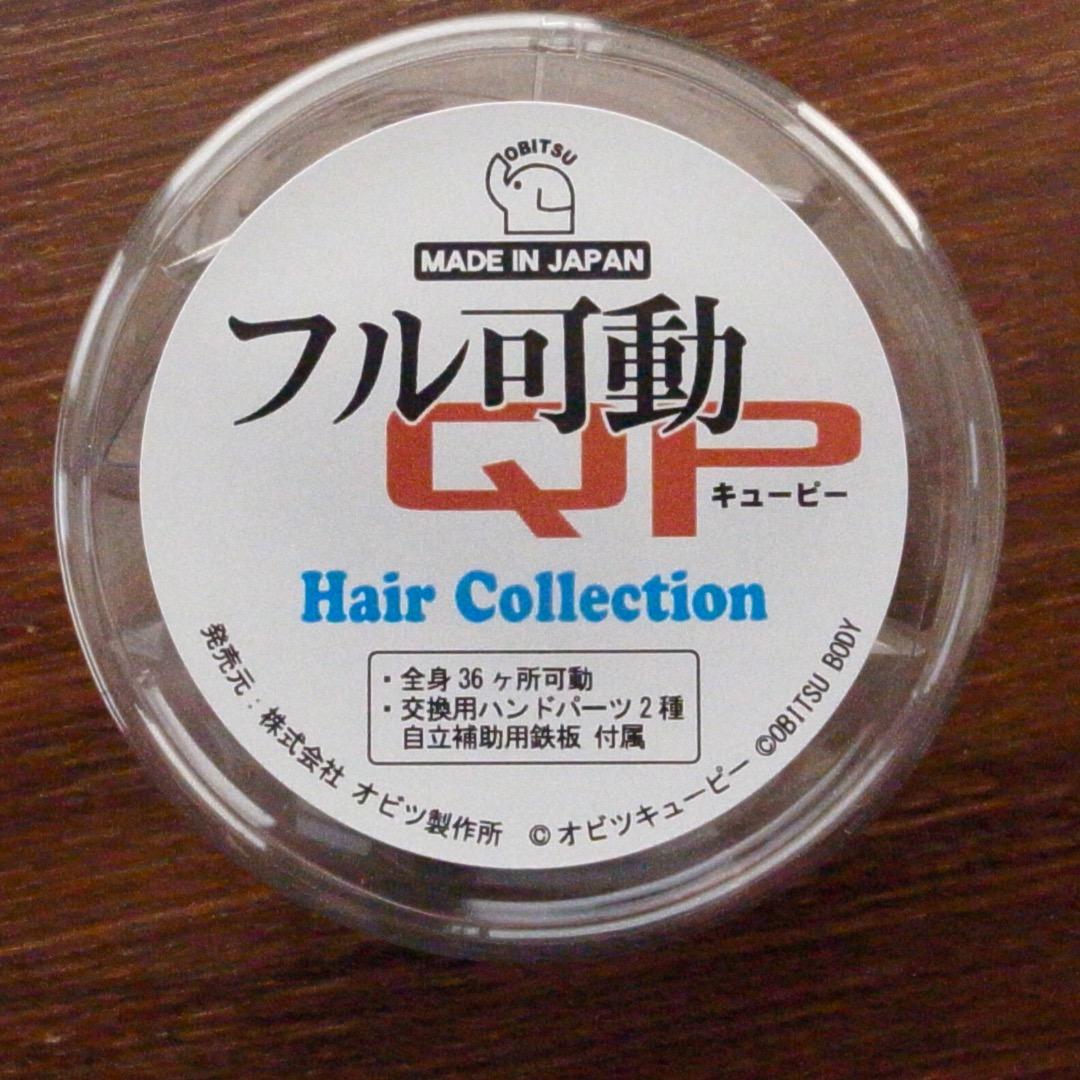 OBITSU
MADE IN JAPAN
フル可動
QP
キューピー
Hair Collection
・全身36ヶ所可動
・交換用ハンドパーツ2種
自立補助用鉄板 付属
発売元：株式会社 オビツ製作所 ©オビツキューピー ©OBITSU BODY